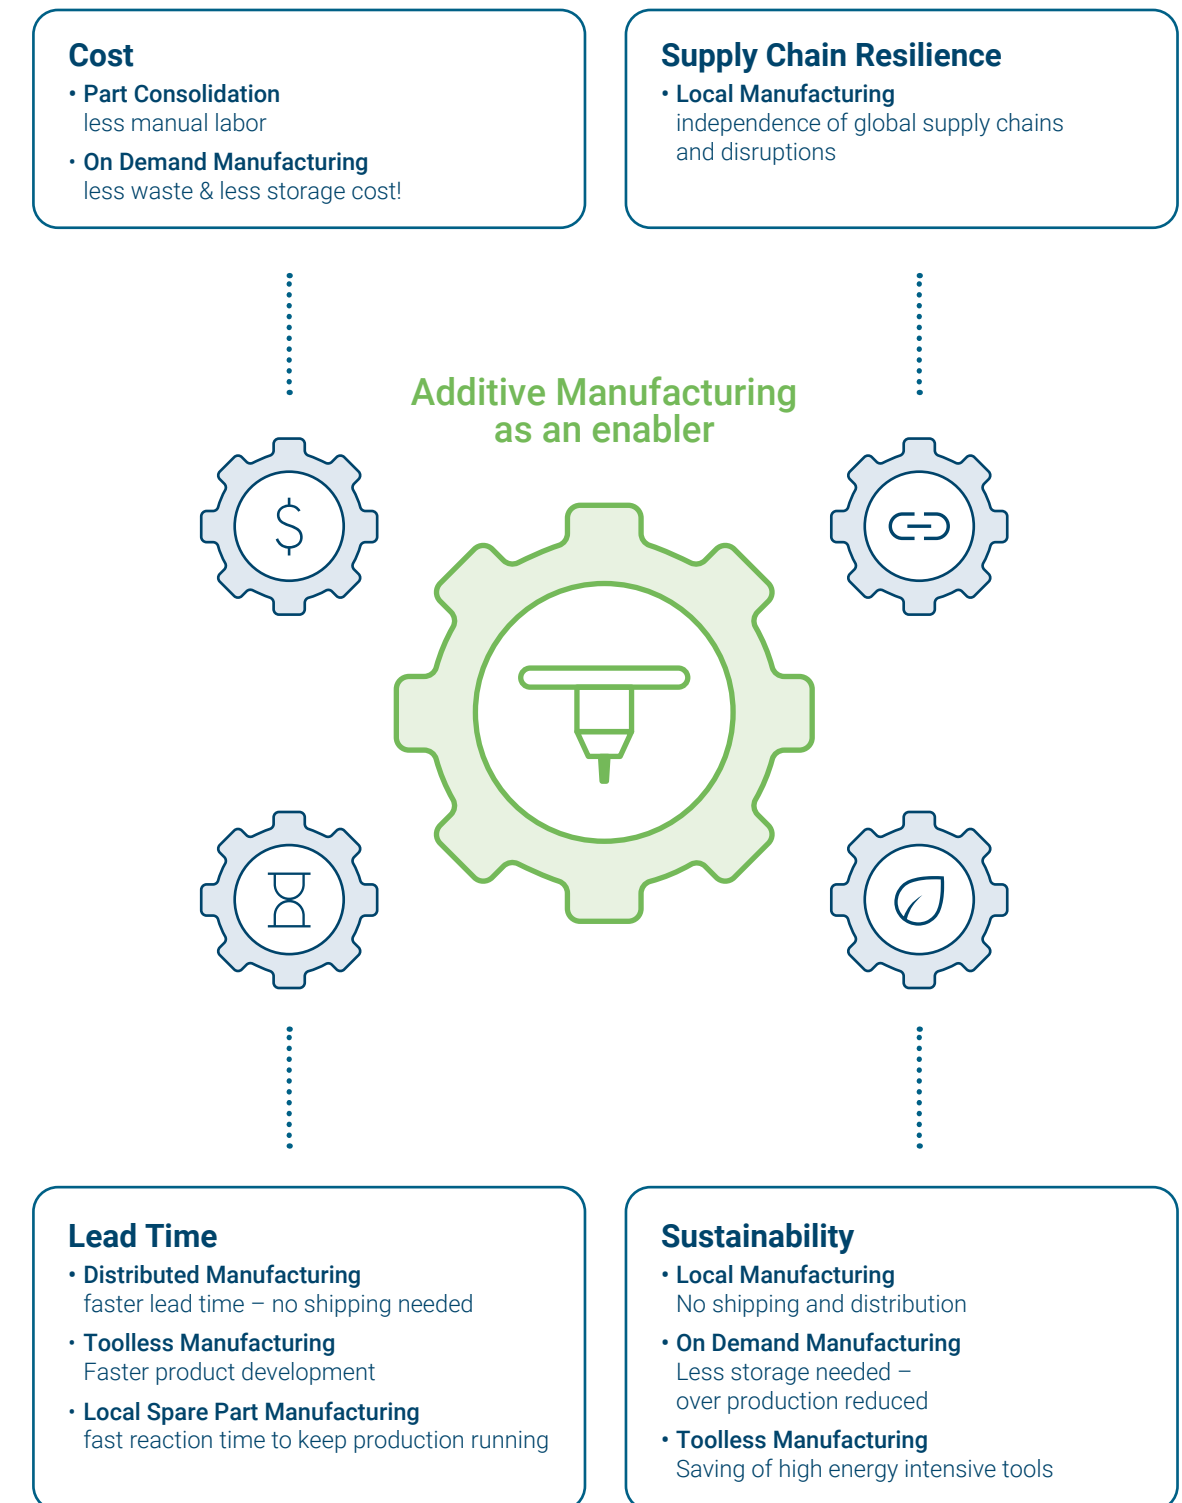 Cost
• Part Consolidation
less manual labor
• On Demand Manufacturing
less waste & less storage cost!
Supply Chain Resilience
• Local Manufacturing
independence of global supply chains
and disruptions
Additive Manufacturing
as an enabler
$
Lead Time
• Distributed Manufacturing
faster lead time – no shipping needed
• Toolless Manufacturing
Faster product development
• Local Spare Part Manufacturing
fast reaction time to keep production running
Sustainability
• Local Manufacturing
No shipping and distribution
• On Demand Manufacturing
Less storage needed –
over production reduced
• Toolless Manufacturing
Saving of high energy intensive tools